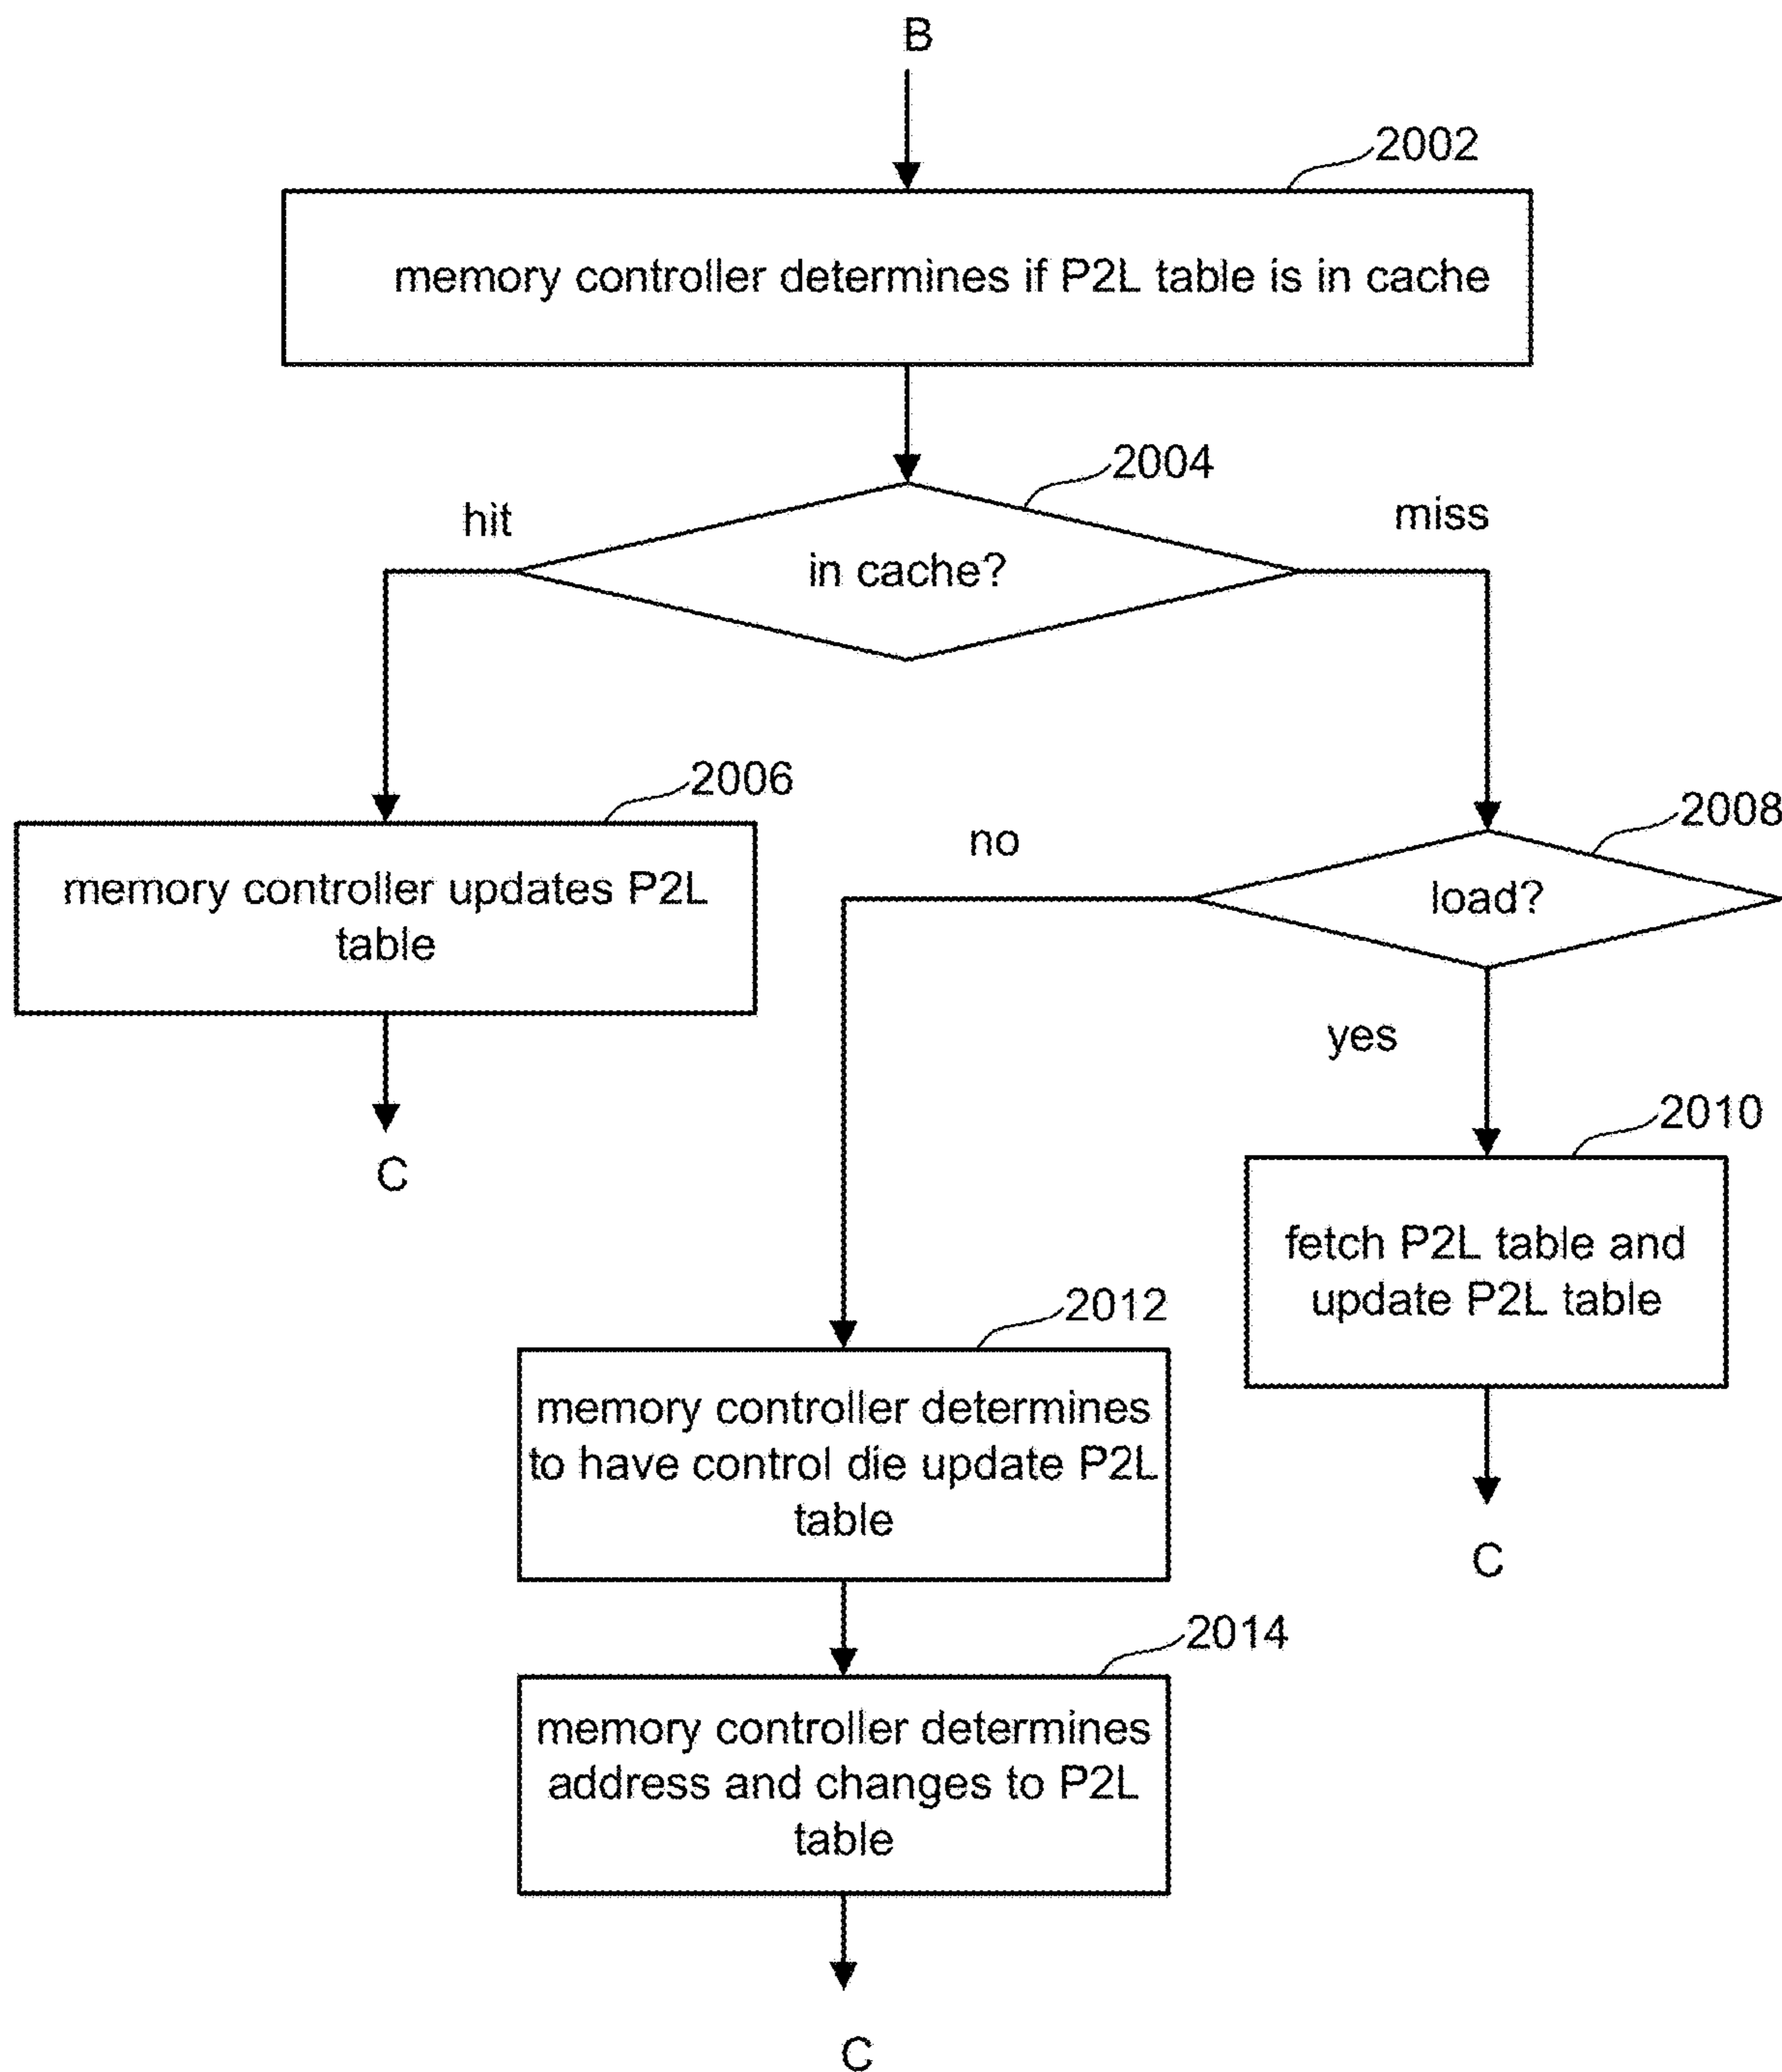 B
2002
memory controller determines if P2L table is in cache
2004
hit
miss
in cache?
2006
memory controller updates P2L
table
C
2008
no
load?
yes
2010
fetch P2L table and
update P2L table
C
2012
memory controller determines
to have control die update P2L
table
2014
memory controller determines
address and changes to P2L
table
C